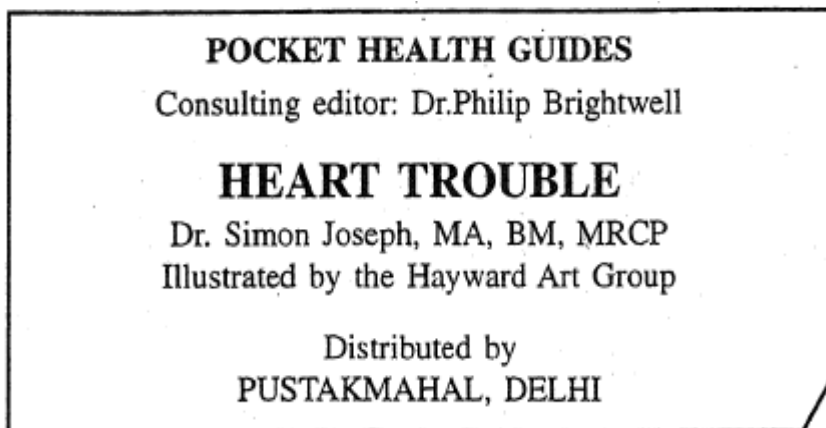 POCKET HEALTH GUIDES
Consulting editor: Dr.Philip Brightwell
HEART TROUBLE
Dr. Simon Joseph, MA, BM, MRCP
Illustrated by the Hayward Art Group
Distributed by
PUSTAKMAHAL, DELHI